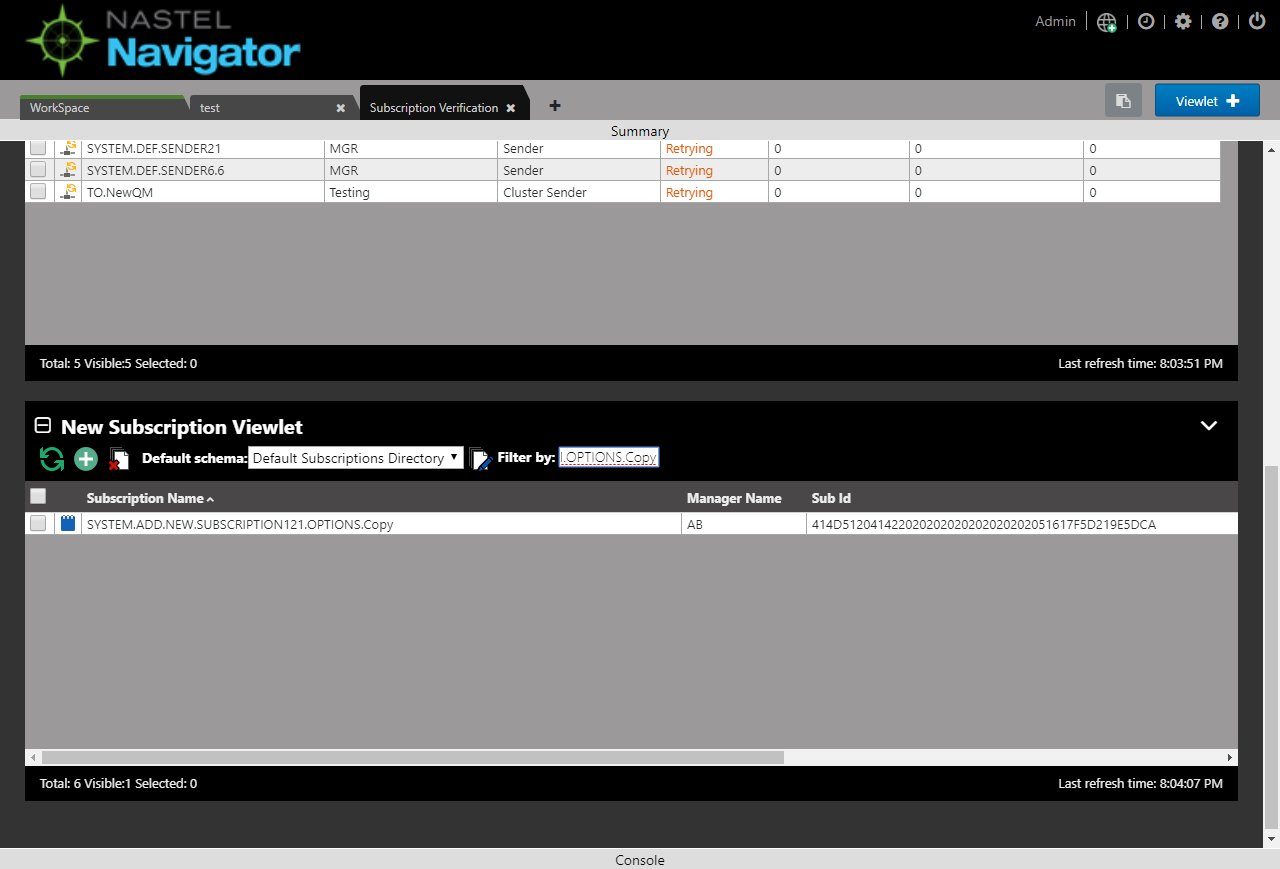 NASTEL
Navigator
Admin
WorkSpace
test
Subscription Verification
Viewlet
Summary
SYSTEM.DEF.SENDER21 MGR Sender Retrying 0 0 0
SYSTEM.DEF.SENDER6.6 MGR Sender Retrying 0 0 0
TO.NewQM Testing Cluster Sender Retrying 0 0 0
Total: 5 Visible:5 Selected: 0 Last refresh time: 8:03:51 PM
New Subscription Viewlet
Default schema: Default Subscriptions Directory Filter by: I.OPTIONS.Copy
Subscription Name Manager Name Sub Id
SYSTEM.ADD.NEW.SUBSCRIPTION121.OPTIONS.Copy AB 414D5120414220202020202020202051617F5D219E5DCA
Total: 6 Visible:1 Selected: 0 Last refresh time: 8:04:07 PM
Console